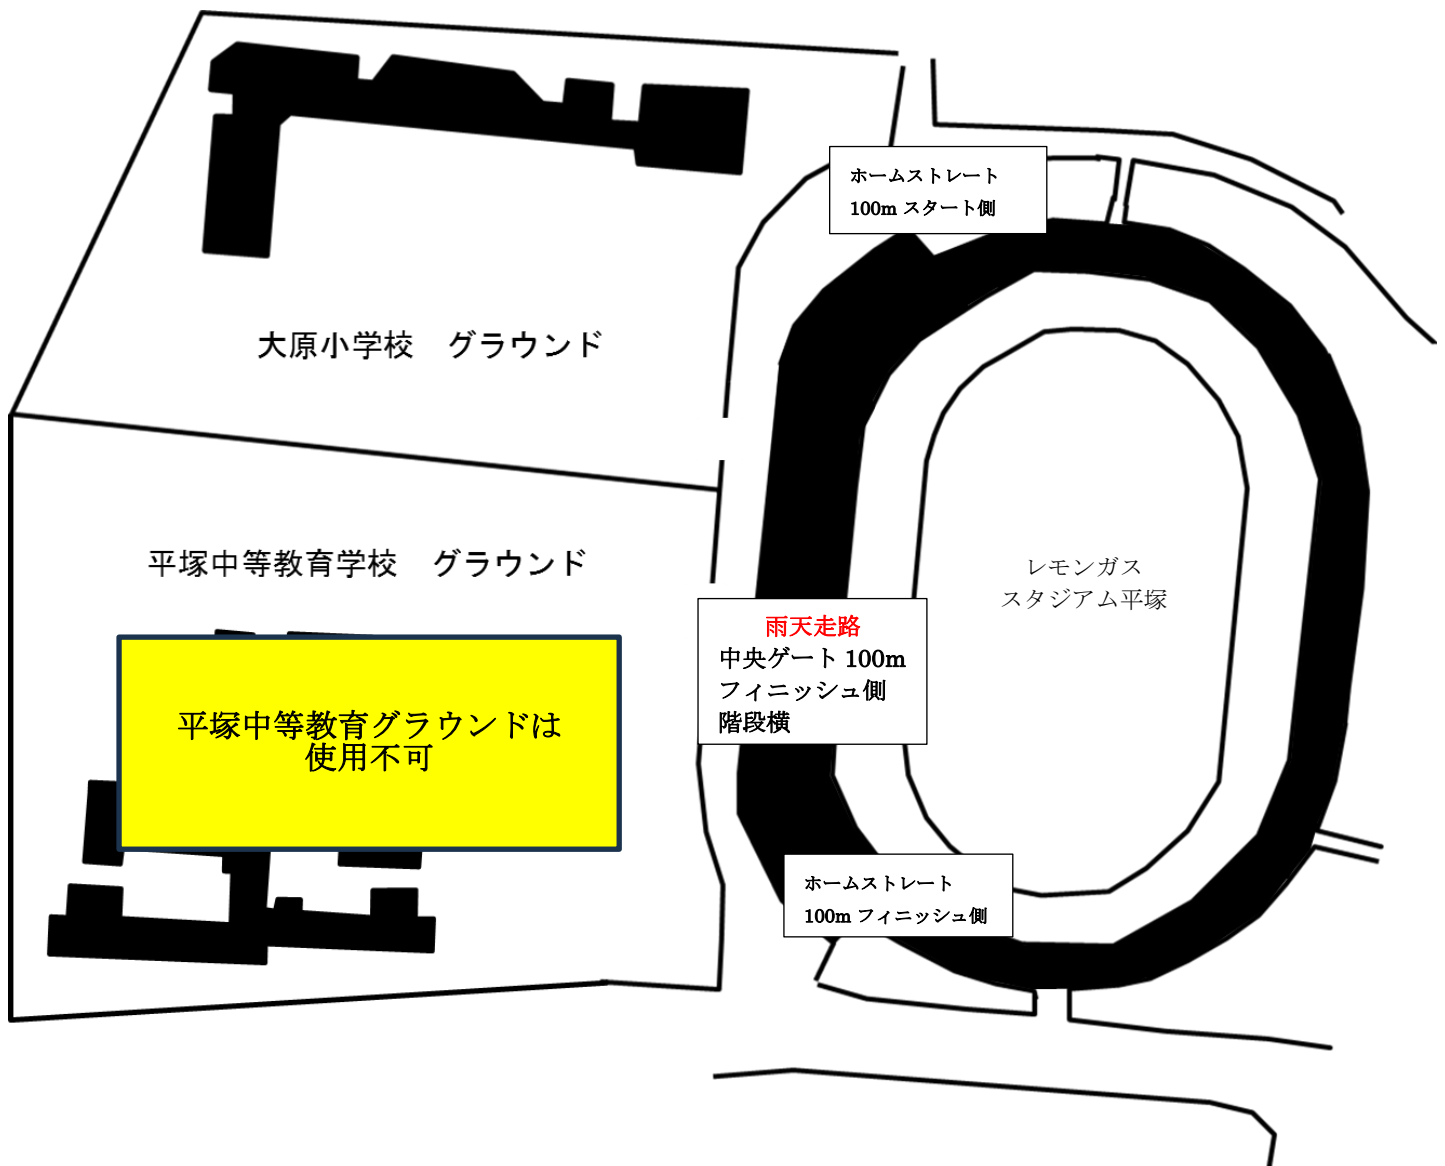 ホームストレート
100m スタート側
大原小学校　グラウンド
平塚中等教育学校　グラウンド
レモンガス
スタジアム平塚
雨天走路
中央ゲート 100m
フィニッシュ側
階段横
平塚中等教育グラウンドは
使用不可
ホームストレート
100m フィニッシュ側